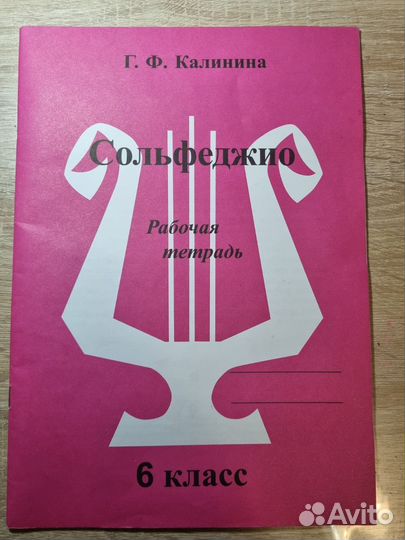 Г. Ф. Калинина
Сольфеджио
Рабочая
тетрадь
6 класс
Avito